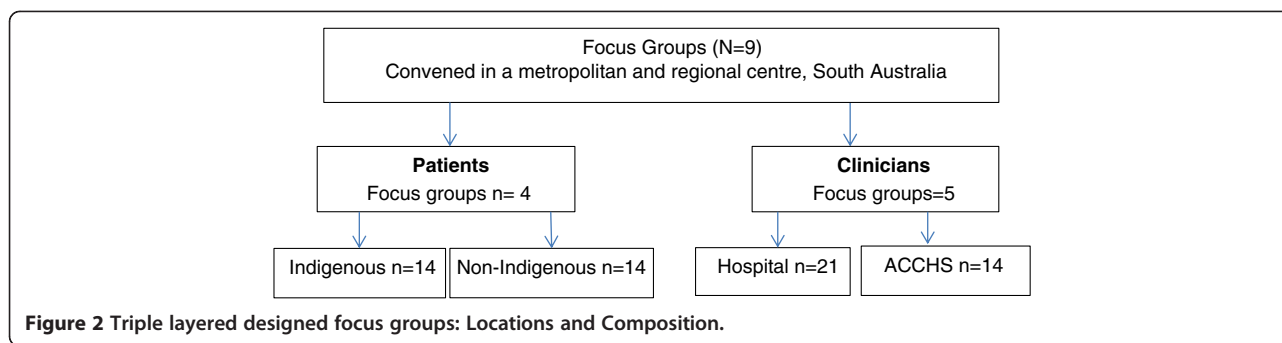 Focus Groups (N=9)
Convened in a metropolitan and regional centre, South Australia
Patients
Focus groups n= 4
Clinicians
Focus groups=5
Indigenous n=14
Non-Indigenous n=14
Hospital n=21
ACCHS n=14
Figure 2 Triple layered designed focus groups: Locations and Composition.